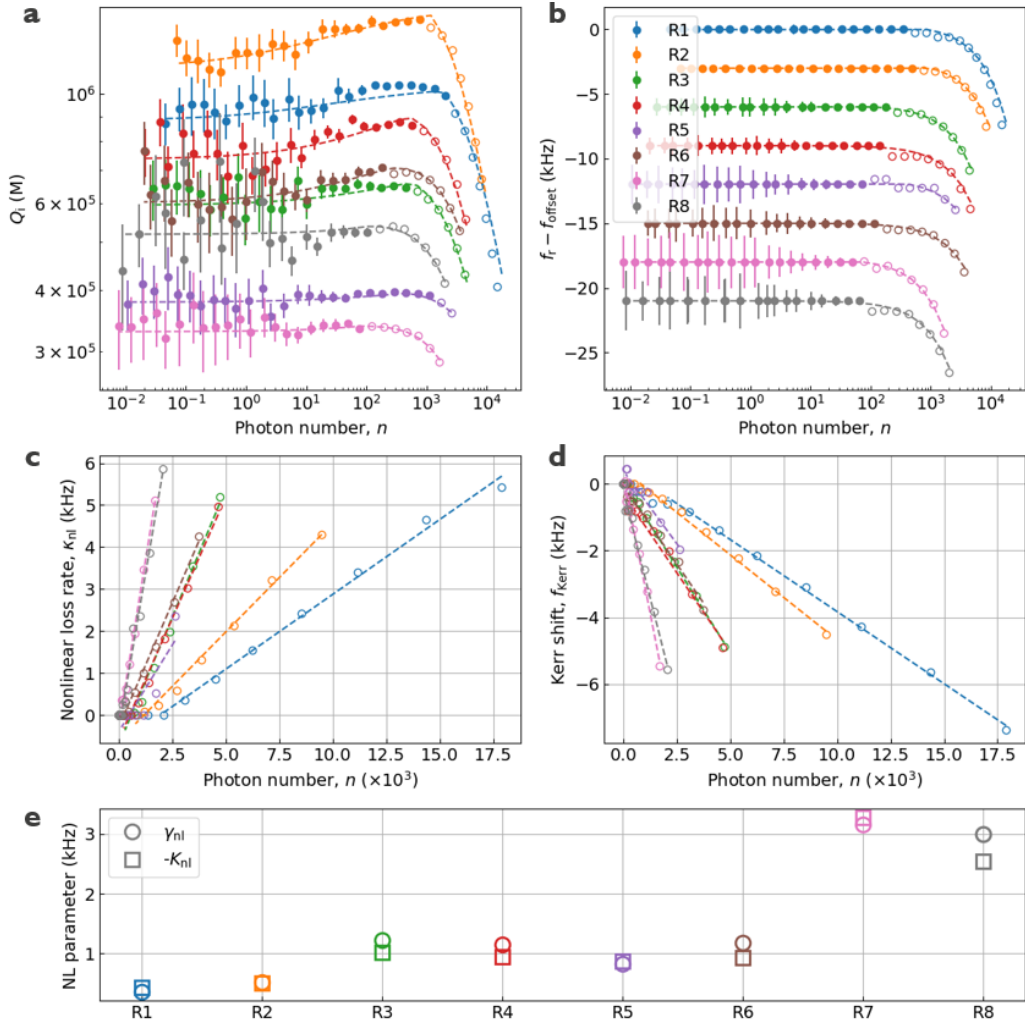 a
10⁶
6 × 10⁵
4 × 10⁵
3 × 10⁵
Qᵢ (M)
10⁻² 10⁻¹ 10⁰ 10¹ 10² 10³ 10⁴
Photon number, n
b
0
−5
−10
−15
−20
−25
fᵣ − f_offset (kHz)
R1
R2
R3
R4
R5
R6
R7
R8
10⁻² 10⁻¹ 10⁰ 10¹ 10² 10³ 10⁴
Photon number, n
c
6
5
4
3
2
1
0
Nonlinear loss rate, κ_nl (kHz)
0.0 2.5 5.0 7.5 10.0 12.5 15.0 17.5
Photon number, n (×10³)
d
0
−2
−4
−6
Kerr shift, f_Kerr (kHz)
0.0 2.5 5.0 7.5 10.0 12.5 15.0 17.5
Photon number, n (×10³)
e
3
2
1
NL parameter (kHz)
γ_nl
-K_nl
R1 R2 R3 R4 R5 R6 R7 R8